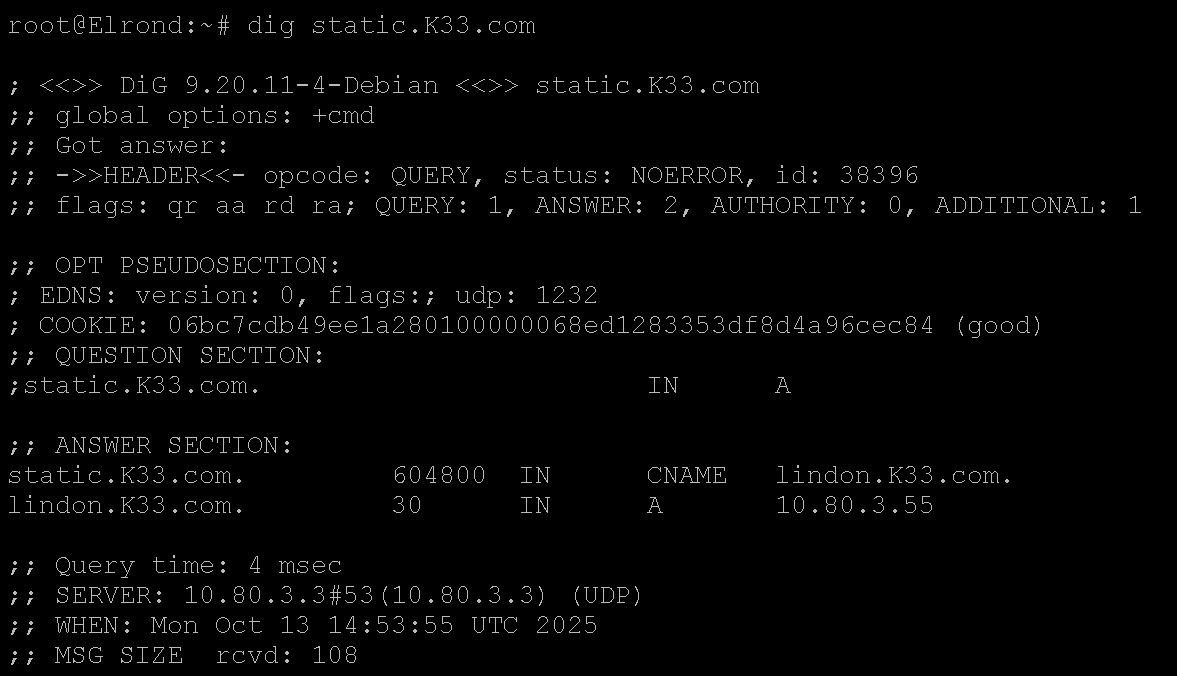 root@Elrond:~# dig static.K33.com
; <<>> DiG 9.20.11-4-Debian <<>> static.K33.com
;; global options: +cmd
;; Got answer:
;; ->>HEADER<<- opcode: QUERY, status: NOERROR, id: 38396
;; flags: qr aa rd ra; QUERY: 1, ANSWER: 2, AUTHORITY: 0, ADDITIONAL: 1
;; OPT PSEUDOSECTION:
; EDNS: version: 0, flags:; udp: 1232
; COOKIE: 06bc7cdb49ee1a280100000068ed1283353df8d4a96cec84 (good)
;; QUESTION SECTION:
;static.K33.com. IN A
;; ANSWER SECTION:
static.K33.com. 604800 IN CNAME lindon.K33.com.
lindon.K33.com. 30 IN A 10.80.3.55
;; Query time: 4 msec
;; SERVER: 10.80.3.3#53(10.80.3.3) (UDP)
;; WHEN: Mon Oct 13 14:53:55 UTC 2025
;; MSG SIZE  rcvd: 108